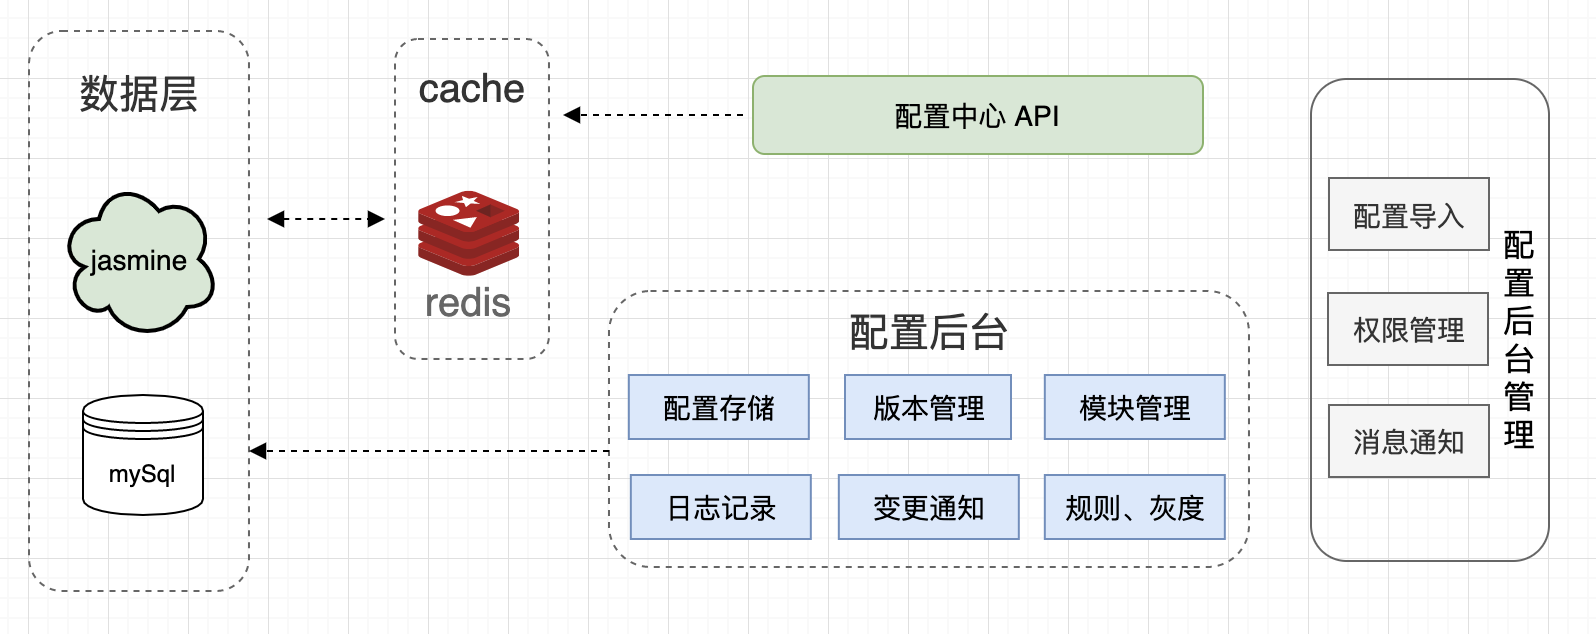 数据层
jasmine
mySql
cache
redis
配置中心 API
配置后台
配置存储
版本管理
模块管理
日志记录
变更通知
规则、灰度
配置导入
权限管理
消息通知
配置后台管理